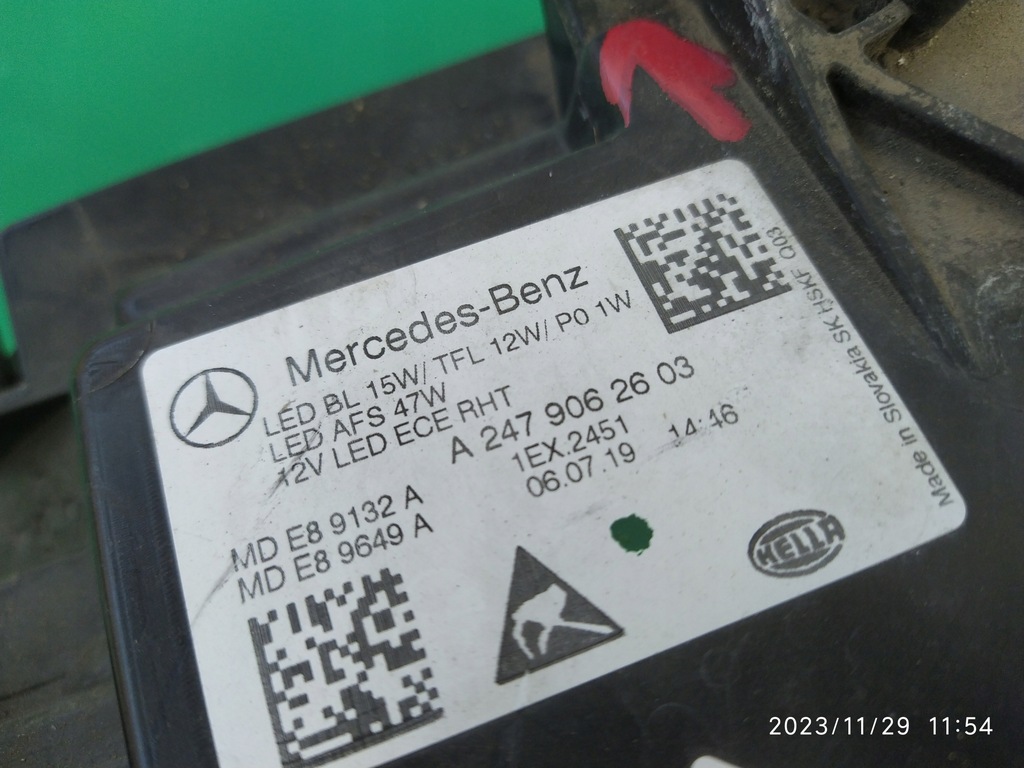 Mercedes-Benz
LED BL 15W/ TFL 12W/ PO 1W
LED AFS 47W
12V LED ECE RHT
A 247 906 26 03
1EX.2451
06.07.19 14:46
MD E8 9132 A
MD E8 9649 A
HELLA
Made in Slovakia SK HSKF Q03
2023/11/29 11:54